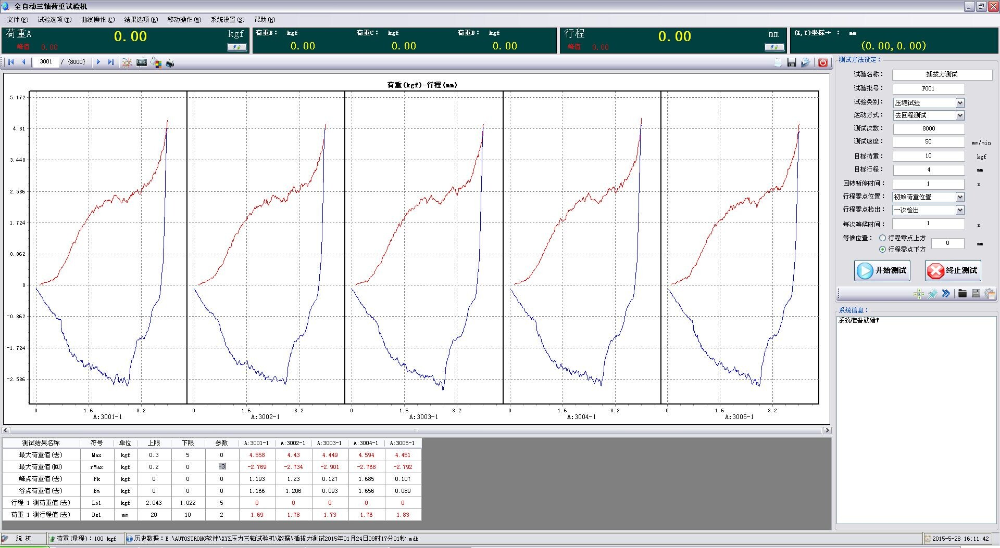 全自动三轴荷重试验机
文件(F) 试验选项(T) 曲线操作(C) 结果选项(R) 移动操作(M) 系统设置(S) 帮助(H)
荷重A 0.00 kgf
峰值 0.00
荷重B: kgf 荷重C: kgf 荷重D: kgf
0.00 0.00 0.00
行程 0.00 mm
峰值 0.00
(X,Y)坐标→ : mm
(0.00,0.00)
3001 / {8000} bmp
荷重(kgf)-行程(mm)
5.172
4.31
3.448
2.586
1.724
0.862
0
-0.862
-1.724
-2.586
0 1.6 3.2 0 1.6 3.2 0 1.6 3.2 0 1.6 3.2 0 1.6 3.2
A:3001-1 A:3002-1 A:3003-1 A:3004-1 A:3005-1
测试结果名称 符号 单位 上限 下限 参数 A:3001-1 A:3002-1 A:3003-1 A:3004-1 A:3005-1
最大荷重值(去) Max kgf 0.3 5 0 4.558 4.43 4.449 4.594 4.451
最大荷重值(回) rMax kgf 0.2 0 -3 -2.769 -2.734 -2.901 -2.768 -2.792
峰点荷重值(去) Pk kgf 0 0 0 1.193 1.23 0.127 1.685 0.107
谷点荷重值(去) Bm kgf 0 0 0 1.166 1.206 0.093 1.656 0.089
行程 1 测荷重值(去) Lo1 kgf 2.043 1.022 5 0 0 0 0 0
荷重 1 测行程值(去) Ds1 mm 20 10 2 1.69 1.78 1.73 1.76 1.83
测试方法设定:
试验名称: 插拔力测试
试验批号: F001
试验类别: 压缩试验
运动方式: 去回程测试
测试次数: 8000
测试速度: 50 mm/min
目标荷重: 10 kgf
目标行程: 4 mm
回转暂停时间: 1 s
行程零点位置: 初始荷重位置
行程零点检出: 一次检出
每次等候时间: 1 s
等候位置: 行程零点上方 0 mm
行程零点下方
开始测试 终止测试
系统信息:
系统准备就绪!
脱 机 荷重(量程): 100 kgf 历史数据: E:\AUTOSTRONG软件\XYZ压力三轴试验机\数据\插拔力测试2015年01月24日09时17分01秒.mdb 2015-5-28 16:11:42